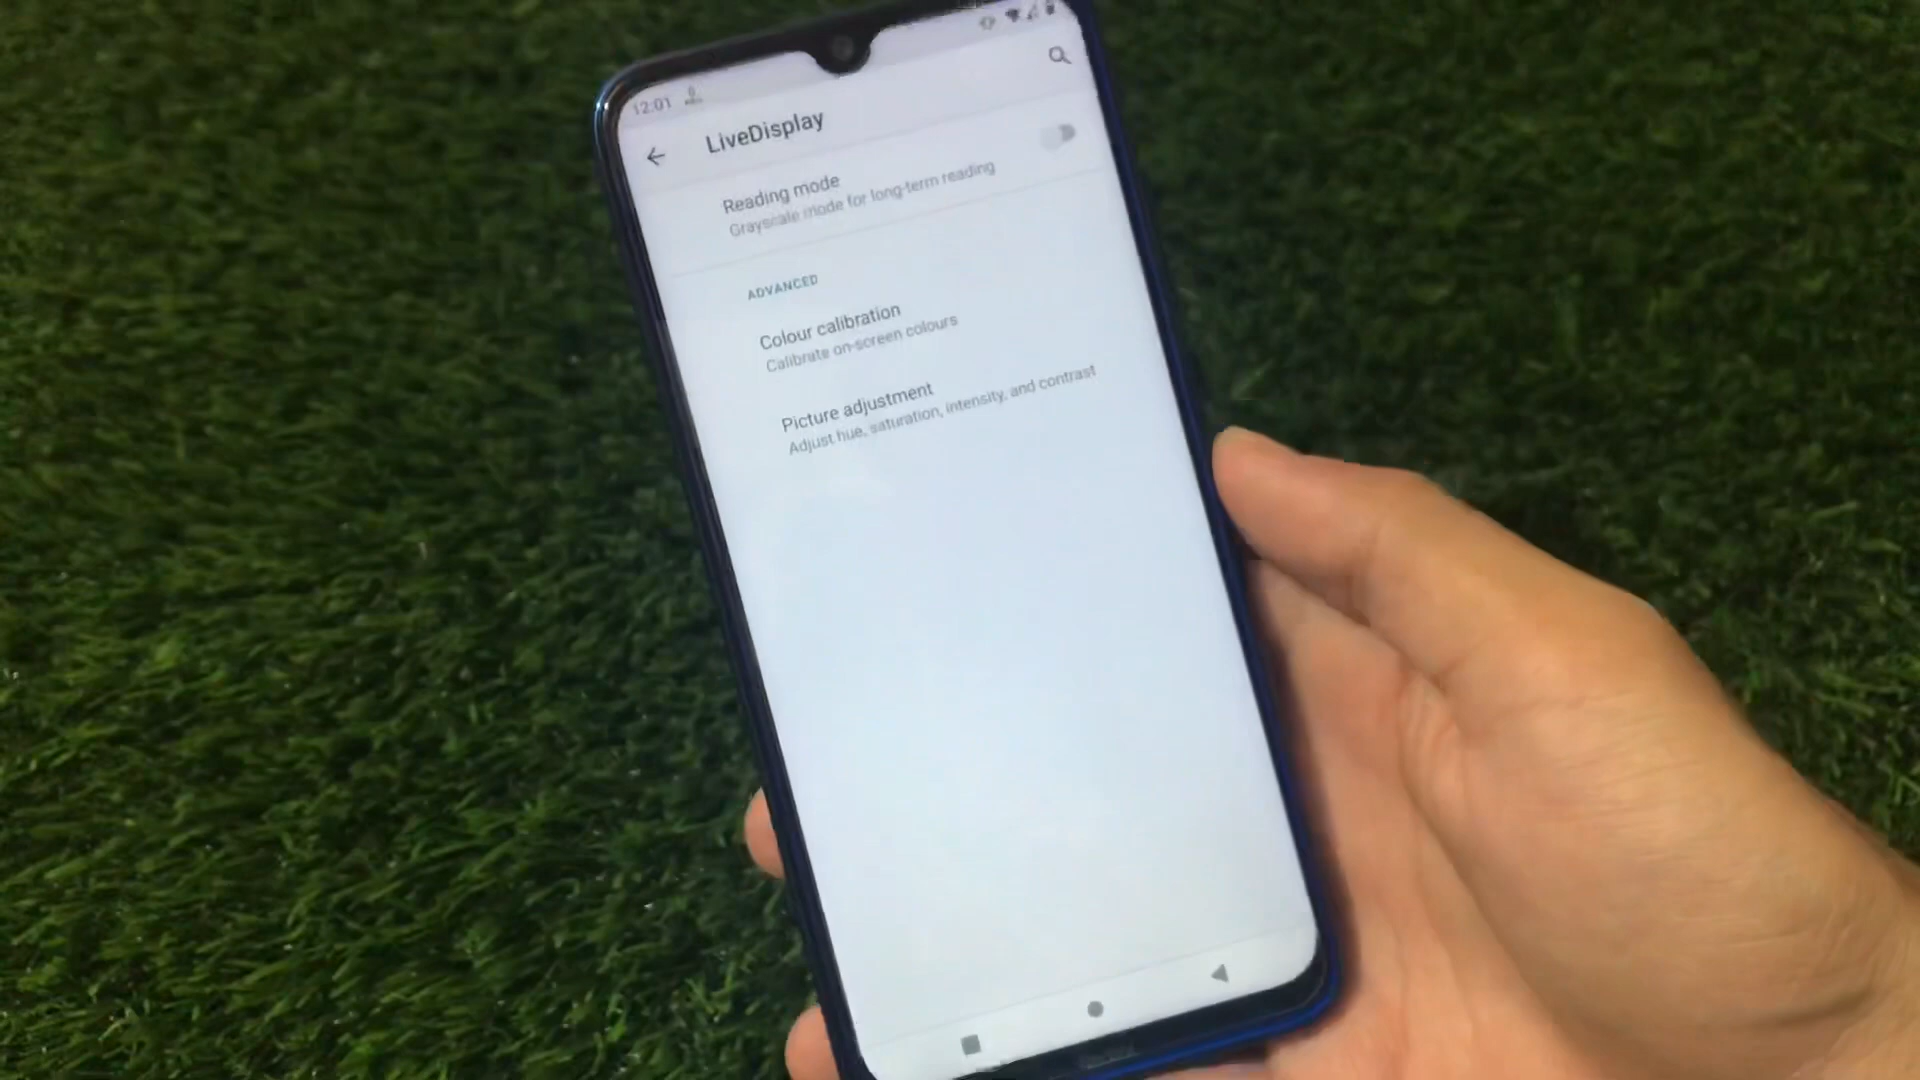 12:01
LiveDisplay
Reading mode
Grayscale mode for long-term reading
ADVANCED
Colour calibration
Calibrate on-screen colours
Picture adjustment
Adjust hue, saturation, intensity, and contrast